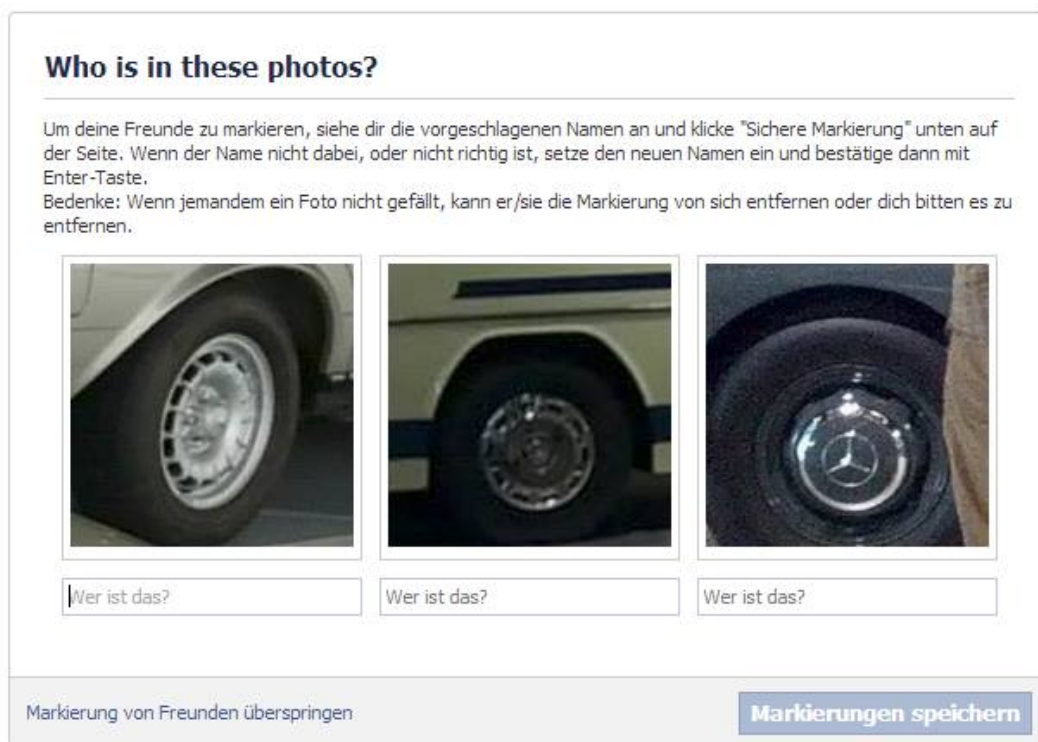 Who is in these photos?
Um deine Freunde zu markieren, siehe dir die vorgeschlagenen Namen an und klicke "Sichere Markierung" unten auf
der Seite. Wenn der Name nicht dabei, oder nicht richtig ist, setze den neuen Namen ein und bestätige dann mit
Enter-Taste.
Bedenke: Wenn jemandem ein Foto nicht gefällt, kann er/sie die Markierung von sich entfernen oder dich bitten es zu
entfernen.
Wer ist das? Wer ist das? Wer ist das?
Markierung von Freunden überspringen Markierungen speichern